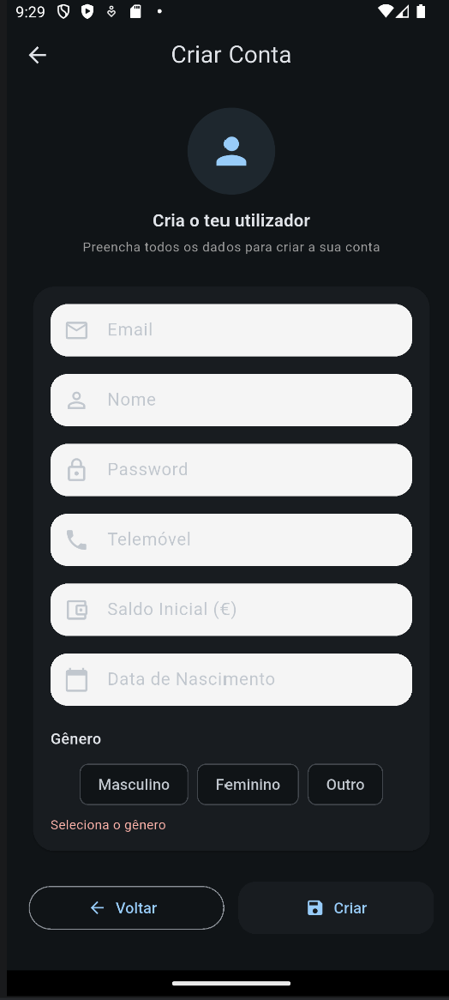 9:29
Criar Conta
Cria o teu utilizador
Preencha todos os dados para criar a sua conta
Email
Nome
Password
Telemóvel
Saldo Inicial (€)
Data de Nascimento
Gênero
Masculino Feminino Outro
Seleciona o gênero
Voltar Criar